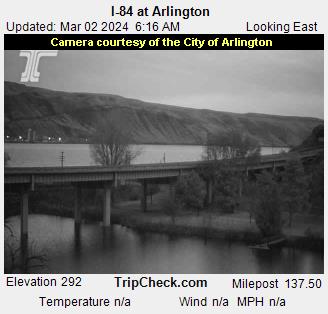 I-84 at Arlington
Updated: Mar 02 2024 6:16 AM Looking East
Camera courtesy of the City of Arlington
Elevation 292 TripCheck.com Milepost 137.50
Temperature n/a Wind n/a MPH n/a